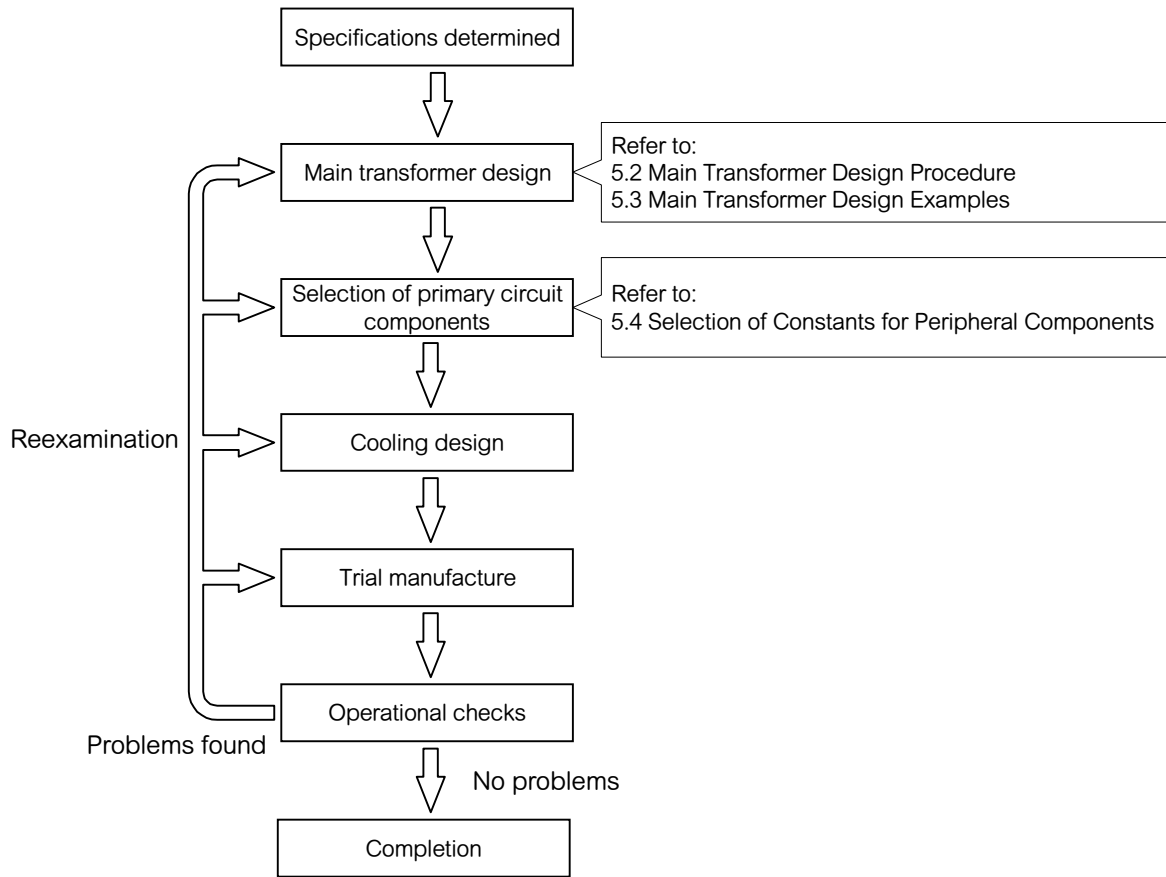 Specifications determined
Main transformer design
Refer to:
5.2 Main Transformer Design Procedure
5.3 Main Transformer Design Examples
Selection of primary circuit
components
Refer to:
5.4 Selection of Constants for Peripheral Components
Reexamination
Cooling design
Trial manufacture
Operational checks
Problems found
No problems
Completion